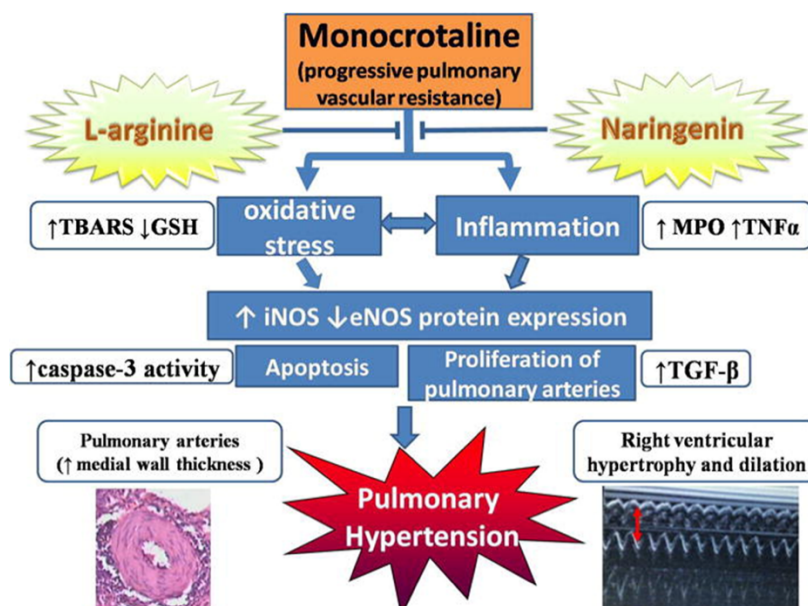 Monocrotaline
(progressive pulmonary
vascular resistance)
L-arginine
Naringenin
↑TBARS ↓GSH
oxidative
stress
Inflammation
↑ MPO ↑TNFα
↑ iNOS ↓eNOS protein expression
↑caspase-3 activity
Apoptosis
Proliferation of
pulmonary arteries
↑TGF-β
Pulmonary arteries
(↑ medial wall thickness )
Right ventricular
hypertrophy and dilation
Pulmonary
Hypertension